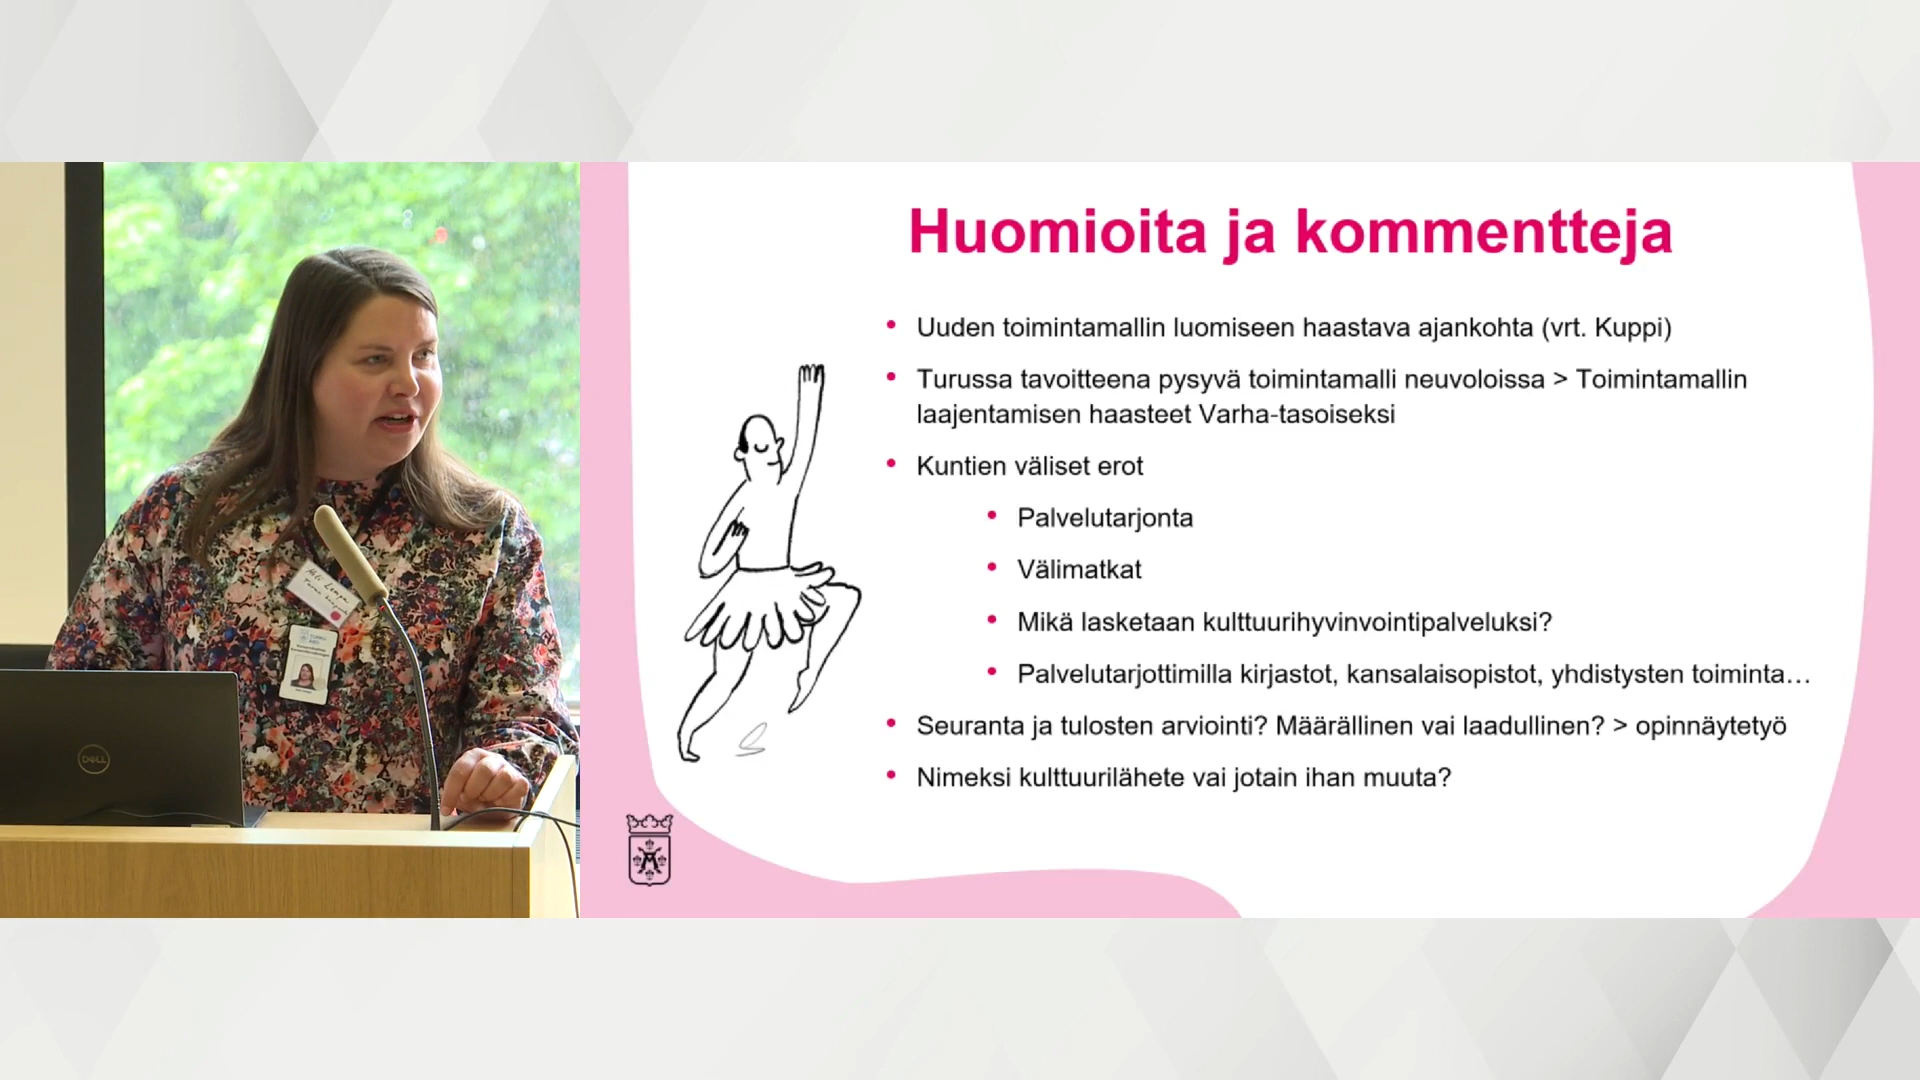 Huomioita ja kommentteja
Uuden toimintamallin luomiseen haastava ajankohta (vrt. Kuppi)
Turussa tavoitteena pysyvä toimintamalli neuvoloissa > Toimintamallin
laajentamisen haasteet Varha-tasoiseksi
Kuntien väliset erot
Palvelutarjonta
Välimatkat
Mikä lasketaan kulttuurihyvinvointipalveluksi?
Palvelutarjottimilla kirjastot, kansalaisopistot, yhdistysten toiminta…
Seuranta ja tulosten arviointi? Määrällinen vai laadullinen? > opinnäytetyö
Nimeksi kulttuurilähete vai jotain ihan muuta?
DELL